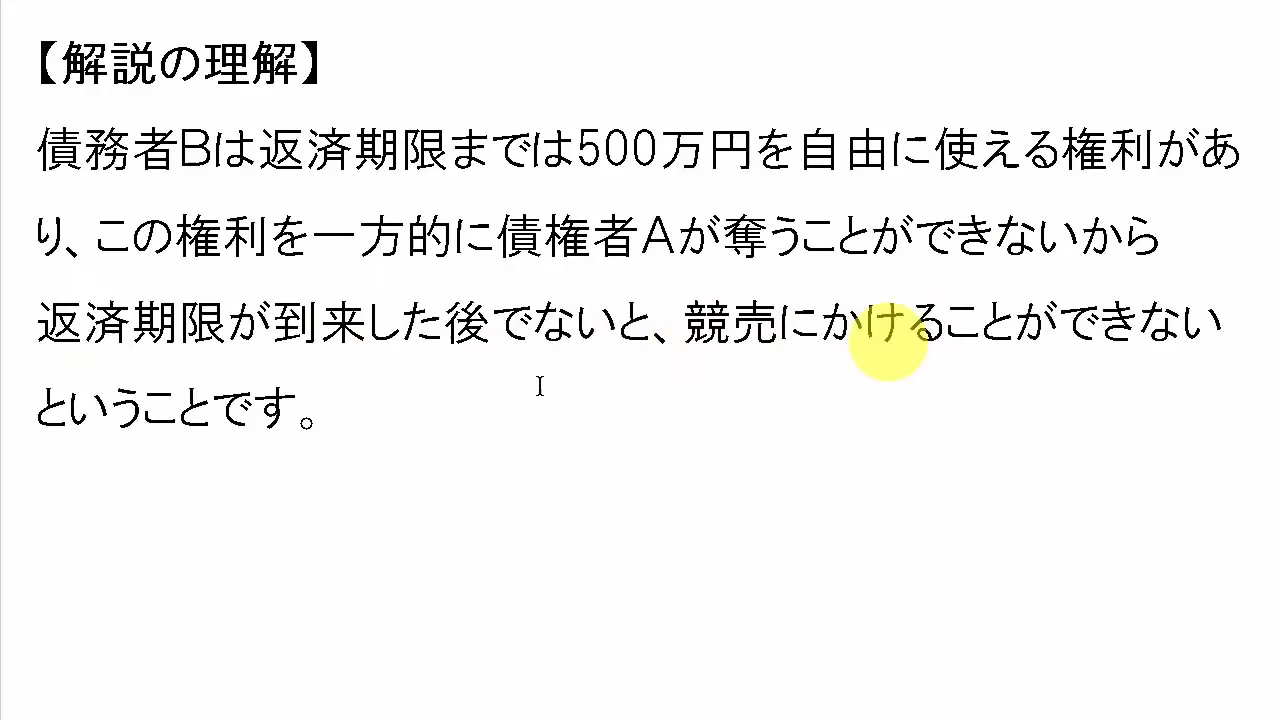 【解説の理解】
債務者Bは返済期限までは500万円を自由に使える権利があ
り、この権利を一方的に債権者Aが奪うことができないから
返済期限が到来した後でないと、競売にかけることができない
ということです。